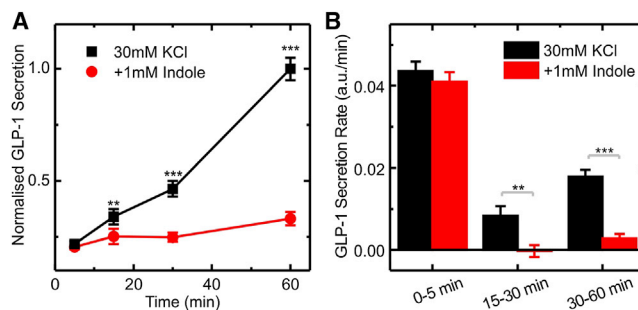 A
30mM KCl
+1mM Indole
***
**
***
1.0
0.5
Normalised GLP-1 Secretion
0 20 40 60
Time (min)
B
30mM KCl
+1mM Indole
**
***
0.04
0.02
0.00
GLP-1 Secretion Rate (a.u./min)
0-5 min
15-30 min
30-60 min